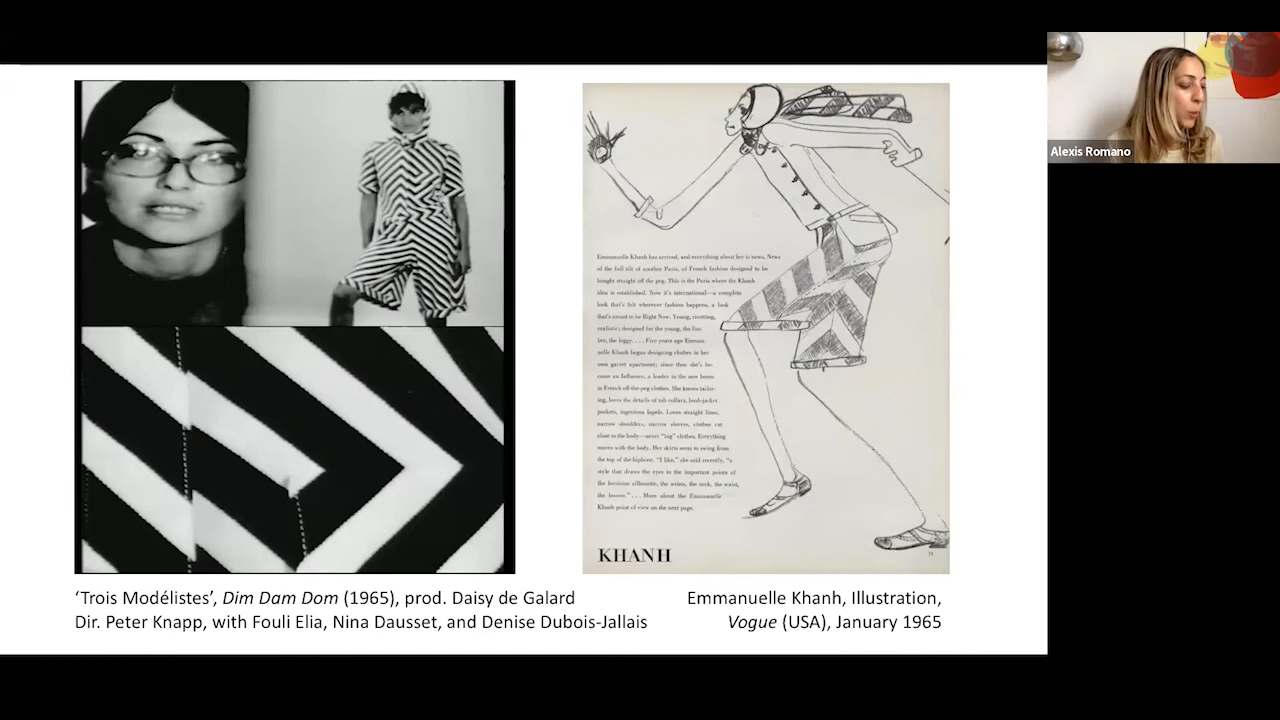 Alexis Romano
Emmanuelle Khanh has arrived, and everything about her is news. News
of the full tilt of another Paris, of French fashion designed to be
bought straight off the peg. This is the Paris where the Khanh
idea is established. Now it's international—a complete
look that's felt wherever fashion happens, a look
that's meant to be Right Now. Young, riveting,
realistic; designed for the young, the lim-
ber, the leggy. . . . Five years ago Emman-
uelle Khanh began designing clothes in her
own garret apartment; since then she's be-
come an Influence, a leader in the new boom
in French off-the-peg clothes. She knows tailor-
ing, loves the details of tab collars,
pockets, ingenious lapels. Loves straight lines,
narrow shoulders, narrow sleeves, clothes cut
close to the body—never "big" clothes. Everything
moves with the body. Her skirts seem to swing from
the top of the hipbone. "I like," she said recently, "a
style that draws the eyes to the important points of
the feminine silhouette, the wrists, the neck, the waist,
the bosom." . . . More about the Emmanuelle
Khanh point of view on the next page.
KHANH
‘Trois Modélistes’, Dim Dam Dom (1965), prod. Daisy de Galard
Dir. Peter Knapp, with Fouli Elia, Nina Dausset, and Denise Dubois-Jallais
Emmanuelle Khanh, Illustration,
Vogue (USA), January 1965